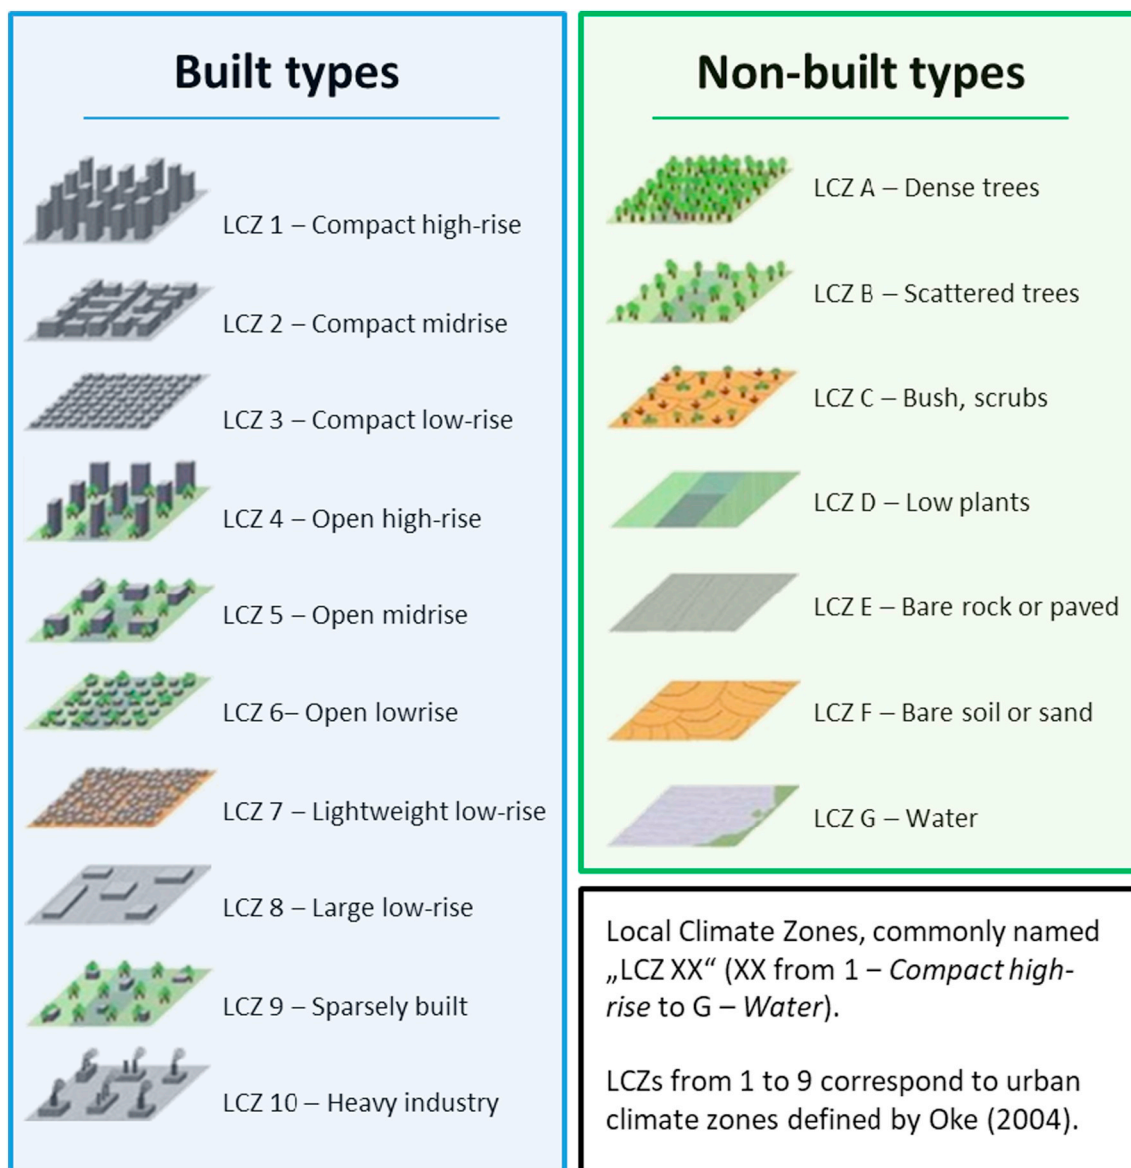 Built types
LCZ 1 – Compact high-rise
LCZ 2 – Compact midrise
LCZ 3 – Compact low-rise
LCZ 4 – Open high-rise
LCZ 5 – Open midrise
LCZ 6– Open lowrise
LCZ 7 – Lightweight low-rise
LCZ 8 – Large low-rise
LCZ 9 – Sparsely built
LCZ 10 – Heavy industry
Non-built types
LCZ A – Dense trees
LCZ B – Scattered trees
LCZ C – Bush, scrubs
LCZ D – Low plants
LCZ E – Bare rock or paved
LCZ F – Bare soil or sand
LCZ G – Water
Local Climate Zones, commonly named
„LCZ XX“ (XX from 1 – Compact high-
rise to G – Water).
LCZs from 1 to 9 correspond to urban
climate zones defined by Oke (2004).